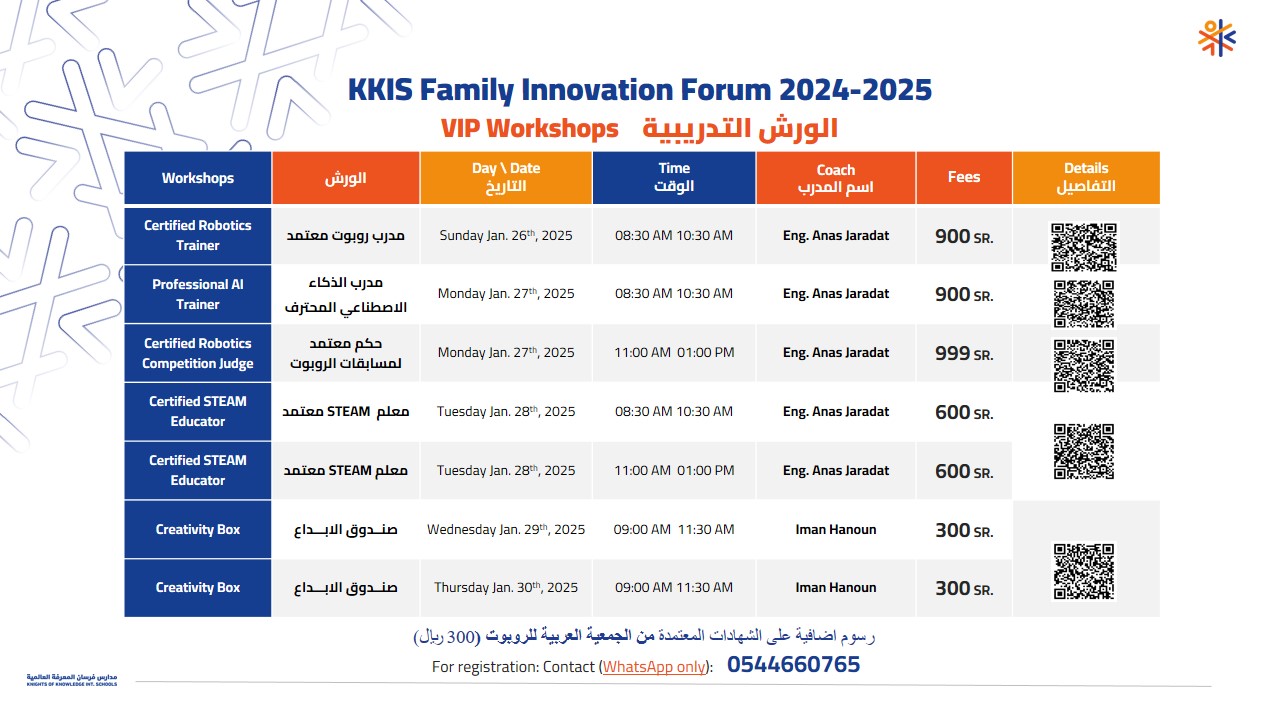 KKIS Family Innovation Forum 2024-2025
VIP Workshops الورش التدريبية
Workshops الورش Day \ Date Time Coach Fees Details
التاريخ الوقت اسم المدرب التفاصيل
Certified Robotics
Trainer
مدرب روبوت معتمد
Sunday Jan. 26th, 2025
08:30 AM 10:30 AM
Eng. Anas Jaradat
900 SR.
Professional AI
Trainer
مدرب الذكاء
الاصطناعي المحترف
Monday Jan. 27th, 2025
08:30 AM 10:30 AM
Eng. Anas Jaradat
900 SR.
Certified Robotics
Competition Judge
حكم معتمد
لمسابقات الروبوت
Monday Jan. 27th, 2025
11:00 AM 01:00 PM
Eng. Anas Jaradat
999 SR.
Certified STEAM
Educator
معلم STEAM معتمد
Tuesday Jan. 28th, 2025
08:30 AM 10:30 AM
Eng. Anas Jaradat
600 SR.
Certified STEAM
Educator
معلم STEAM معتمد
Tuesday Jan. 28th, 2025
11:00 AM 01:00 PM
Eng. Anas Jaradat
600 SR.
Creativity Box
صنــدوق الابـــداع
Wednesday Jan. 29th, 2025
09:00 AM 11:30 AM
Iman Hanoun
300 SR.
Creativity Box
صنــدوق الابـــداع
Thursday Jan. 30th, 2025
09:00 AM 11:30 AM
Iman Hanoun
300 SR.
رسوم اضافية على الشهادات المعتمدة من الجمعية العربية للروبوت (300 ريال)
For registration: Contact (WhatsApp only): 0544660765
مدارس فرسان المعرفة العالمية
KNIGHTS OF KNOWLEDGE INT. SCHOOLS